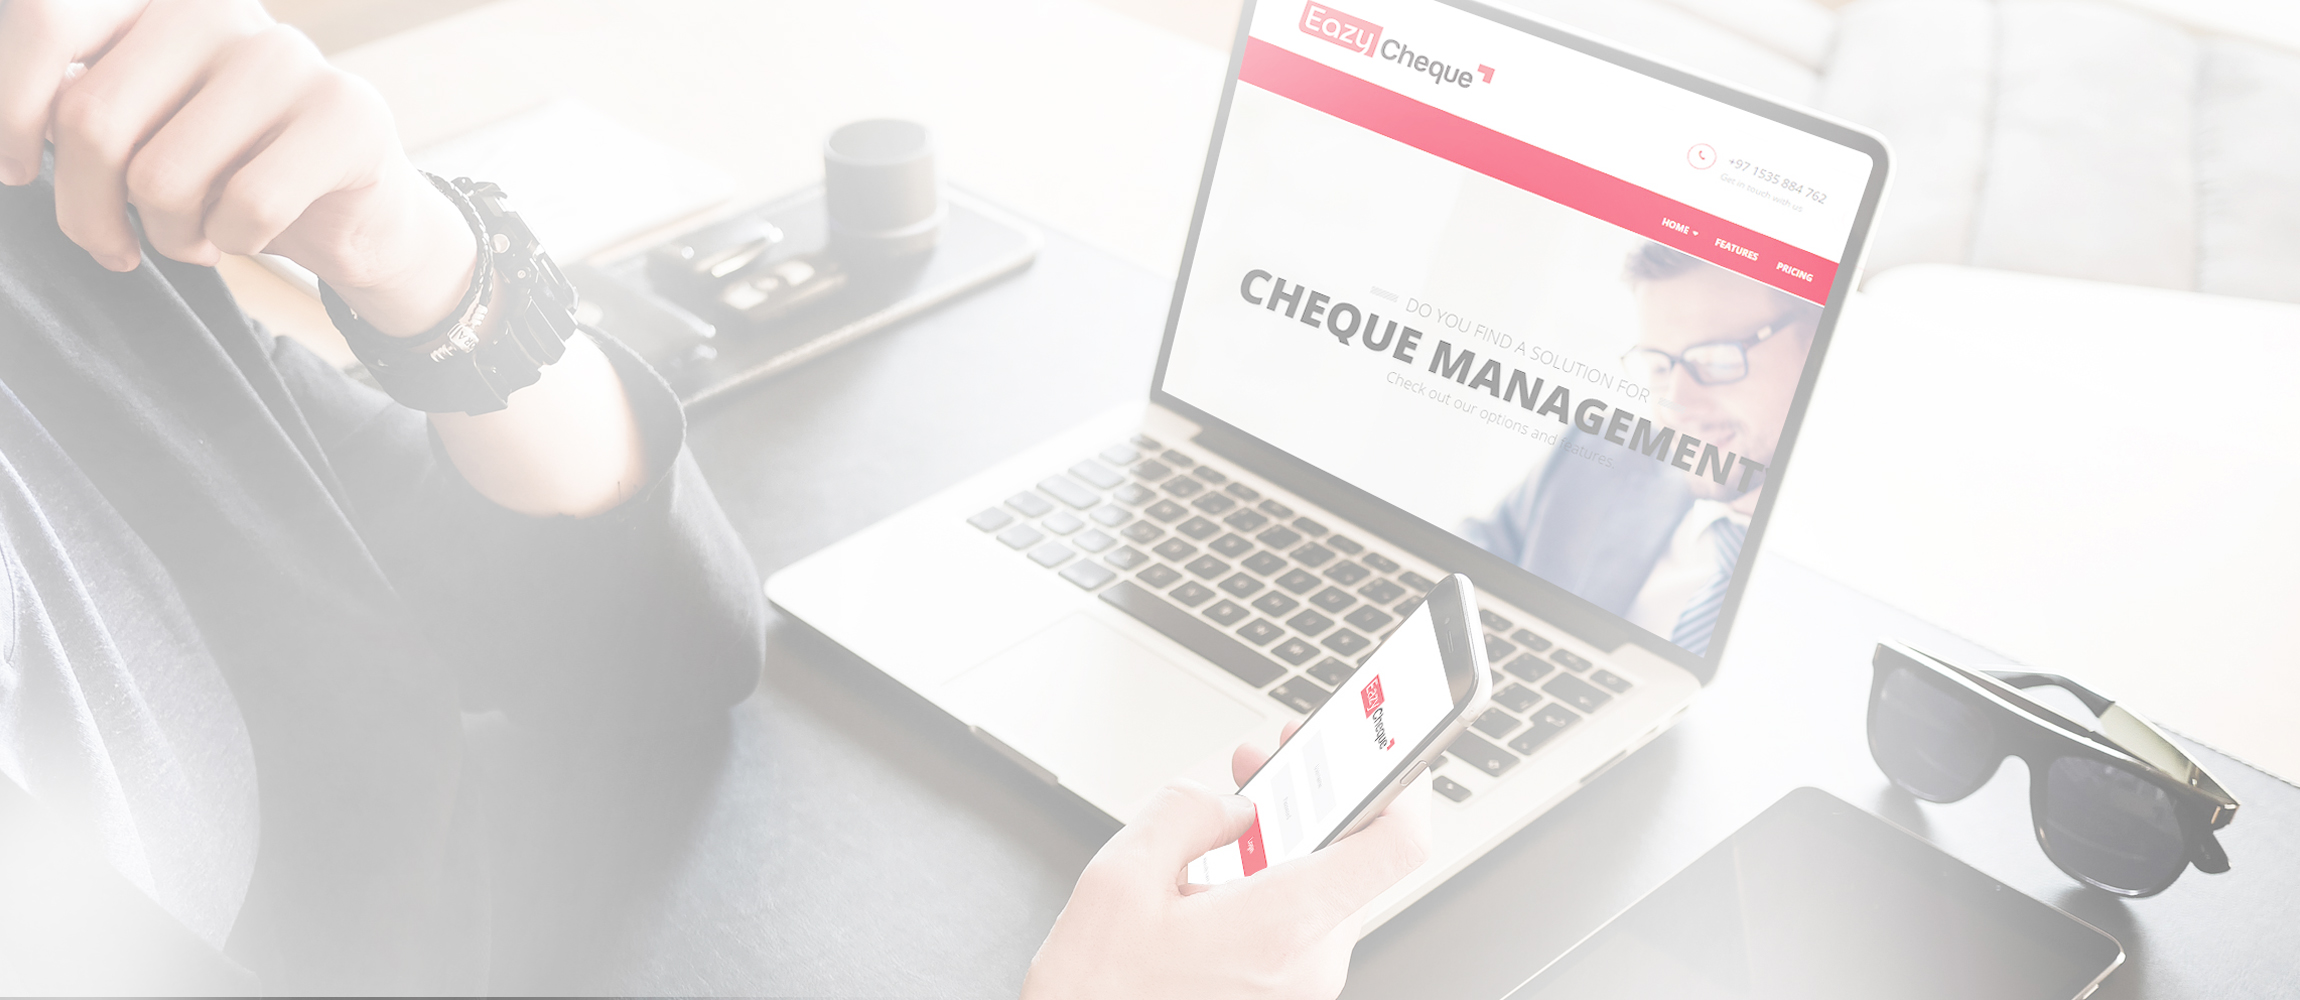 Eazy Cheque
+97 1535 884 762
Get in touch with us
HOME
FEATURES
PRICING
DO YOU FIND A SOLUTION FOR
CHEQUE MANAGEMENT
Check out our options and features.
Eazy Cheque
Login